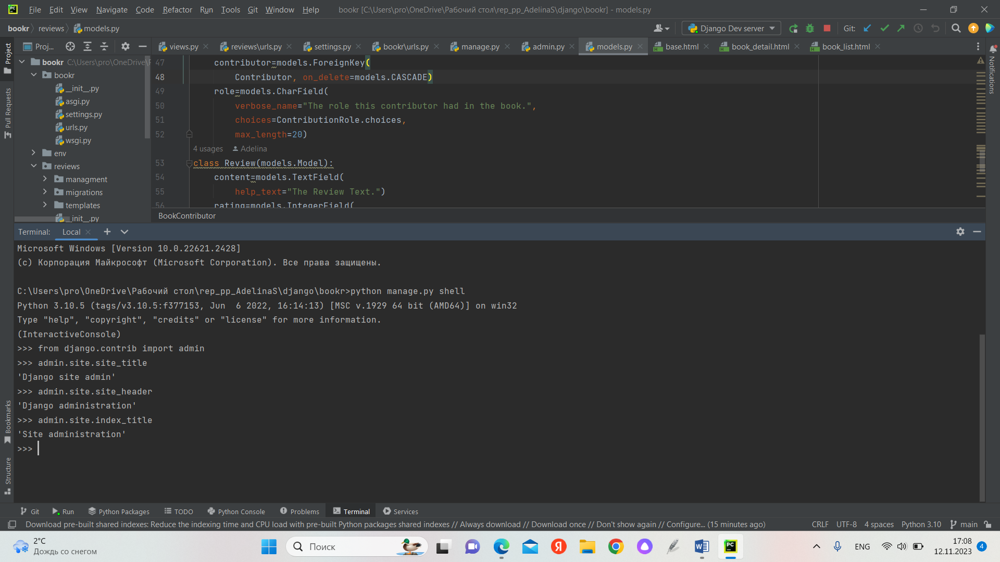 File Edit View Navigate Code Refactor Run Tools Git Window Help bookr [C:\Users\pro\OneDrive\Рабочий стол\rep_pp_AdelinaS\django\bookr] - models.py
bookr reviews models.py Django Dev server Git:
Proj... views.py reviews\urls.py settings.py bookr\urls.py manage.py admin.py models.py base.html book_detail.html book_list.html
Project
Pull Requests
Bookmarks
Structure
Notifications
bookr C:\Users\pro\OneDrive\
bookr
__init__.py
asgi.py
settings.py
urls.py
wsgi.py
env
reviews
managment
migrations
templates
__init__.py
47 contributor=models.ForeignKey(
48 Contributor, on_delete=models.CASCADE)
49 role=models.CharField(
50 verbose_name="The role this contributor had in the book.",
51 choices=ContributionRole.choices,
52 max_length=20)
4 usages Adelina
53 class Review(models.Model):
54 content=models.TextField(
55 help_text="The Review Text.")
56 rating=models.IntegerField(
BookContributor
Terminal: Local
Microsoft Windows [Version 10.0.22621.2428]
(c) Корпорация Майкрософт (Microsoft Corporation). Все права защищены.
C:\Users\pro\OneDrive\Рабочий стол\rep_pp_AdelinaS\django\bookr>python manage.py shell
Python 3.10.5 (tags/v3.10.5:f377153, Jun  6 2022, 16:14:13) [MSC v.1929 64 bit (AMD64)] on win32
Type "help", "copyright", "credits" or "license" for more information.
(InteractiveConsole)
>>> from django.contrib import admin
>>> admin.site.site_title
'Django site admin'
>>> admin.site.site_header
'Django administration'
>>> admin.site.index_title
'Site administration'
>>>
Git Run Python Packages TODO Python Console Problems Terminal Services
Download pre-built shared indexes: Reduce the indexing time and CPU load with pre-built Python packages shared indexes // Always download // Download once // Don't show again // Configure... (15 minutes ago) CRLF UTF-8 4 spaces Python 3.10 main
2°C
Дождь со снегом
Поиск
ENG
17:08
12.11.2023
4